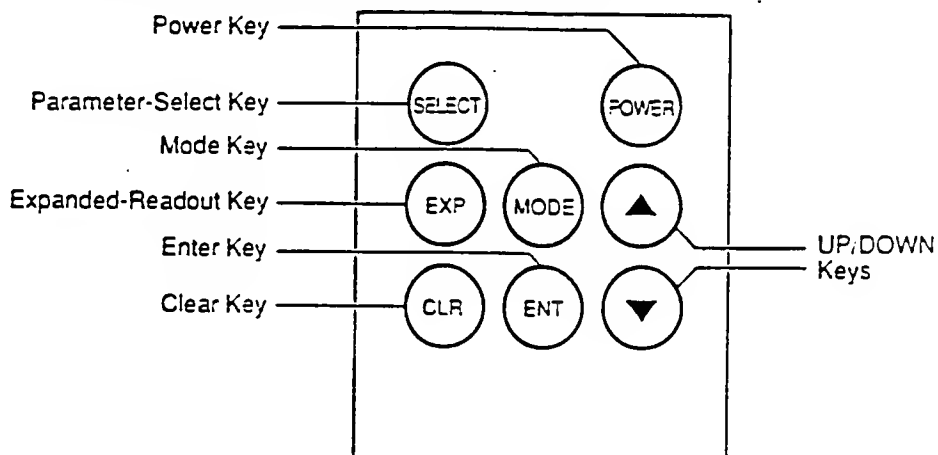 Power Key
Parameter-Select Key
SELECT
POWER
Mode Key
Expanded-Readout Key
EXP
MODE
Enter Key
UP/DOWN
Keys
Clear Key
CLR
ENT